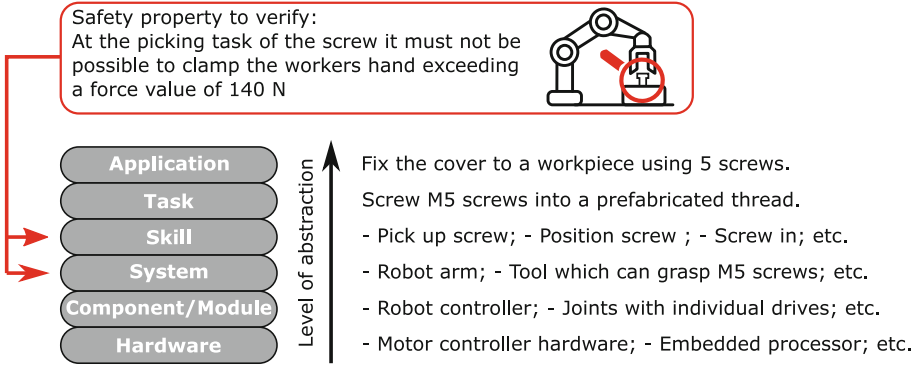 Safety property to verify:
At the picking task of the screw it must not be
possible to clamp the workers hand exceeding
a force value of 140 N
Application
Fix the cover to a workpiece using 5 screws.
Task
Screw M5 screws into a prefabricated thread.
Skill
- Pick up screw; - Position screw ; - Screw in; etc.
System
- Robot arm; - Tool which can grasp M5 screws; etc.
Component/Module
- Robot controller; - Joints with individual drives; etc.
Hardware
- Motor controller hardware; - Embedded processor; etc.
Level of abstraction